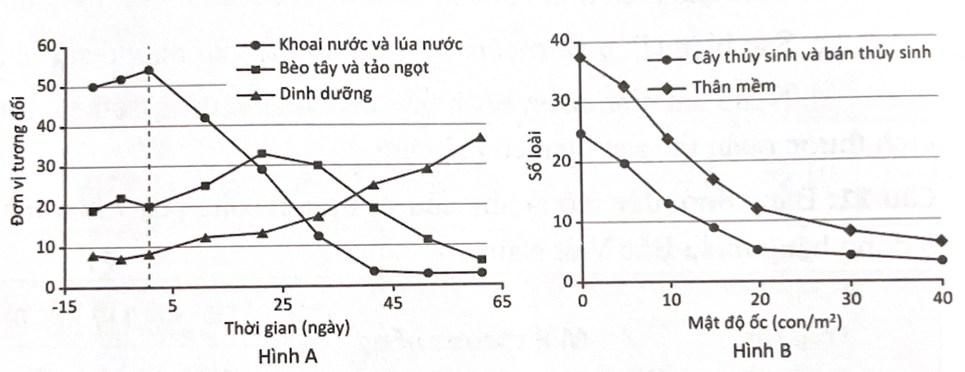 60
50
40
30
20
10
0
Đơn vị tương đối
Khoai nước và lúa nước
Bèo tây và tảo ngọt
Dinh dưỡng
-15 5 25 45 65
Thời gian (ngày)
Hình A
40
30
20
10
0
Số loài
Cây thủy sinh và bán thủy sinh
Thân mềm
0 10 20 30 40
Mật độ ốc (con/m²)
Hình B